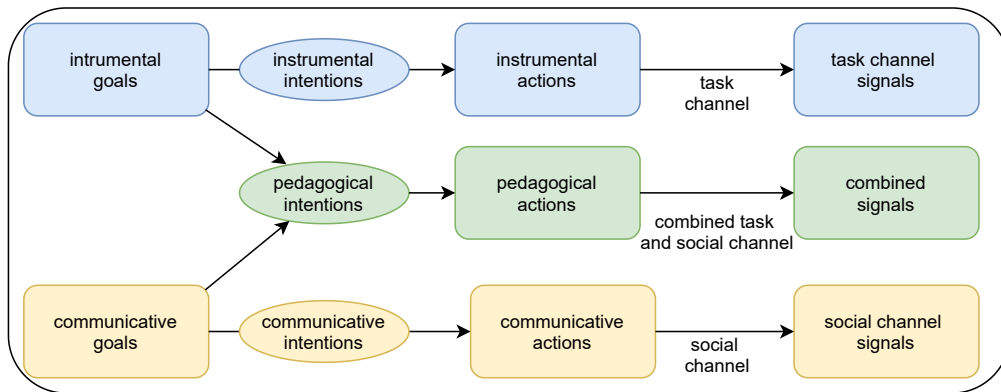 intrumental
goals
instrumental
intentions
instrumental
actions
task
channel
task channel
signals
pedagogical
intentions
pedagogical
actions
combined task
and social channel
combined
signals
communicative
goals
communicative
intentions
communicative
actions
social
channel
social channel
signals